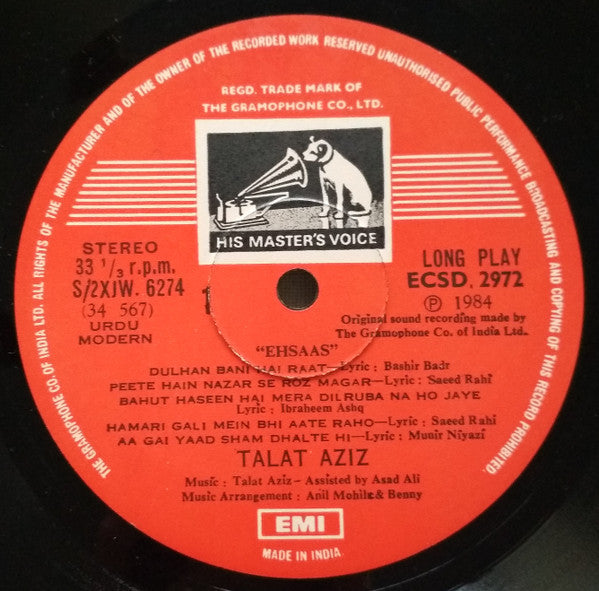 THE GRAMOPHONE CO. OF INDIA LTD. ALL RIGHTS OF THE MANUFACTURER AND OF THE OWNER OF THE RECORDED WORK RESERVED UNAUTHORISED PUBLIC PERFORMANCE BROADCASTING AND COPYING OF THIS RECORD PROHIBITED
REGD. TRADE MARK OF
THE GRAMOPHONE CO., LTD.
HIS MASTER'S VOICE
STEREO
33 1/3 r.p.m.
S/2XJW. 6274
(34 567)
URDU
MODERN
1
LONG PLAY
ECSD. 2972
Ⓟ 1984
Original sound recording made by
The Gramophone Co. of India Ltd.
"EHSAAS"
DULHAN BANI HAI RAAT—Lyric: Bashir Badr
PEETE HAIN NAZAR SE ROZ MAGAR—Lyric: Saeed Rahi
BAHUT HASEEN HAI MERA DILRUBA NA HO JAYE
Lyric: Ibraheem Ashq
HAMARI GALI MEIN BHI AATE RAHO—Lyric: Saeed Rahi
AA GAI YAAD SHAM DHALTE HI—Lyric: Munir Niyazi
TALAT AZIZ
Music: Talat Aziz - Assisted by Asad Ali
Music Arrangement: Anil Mohile & Benny
EMI
MADE IN INDIA